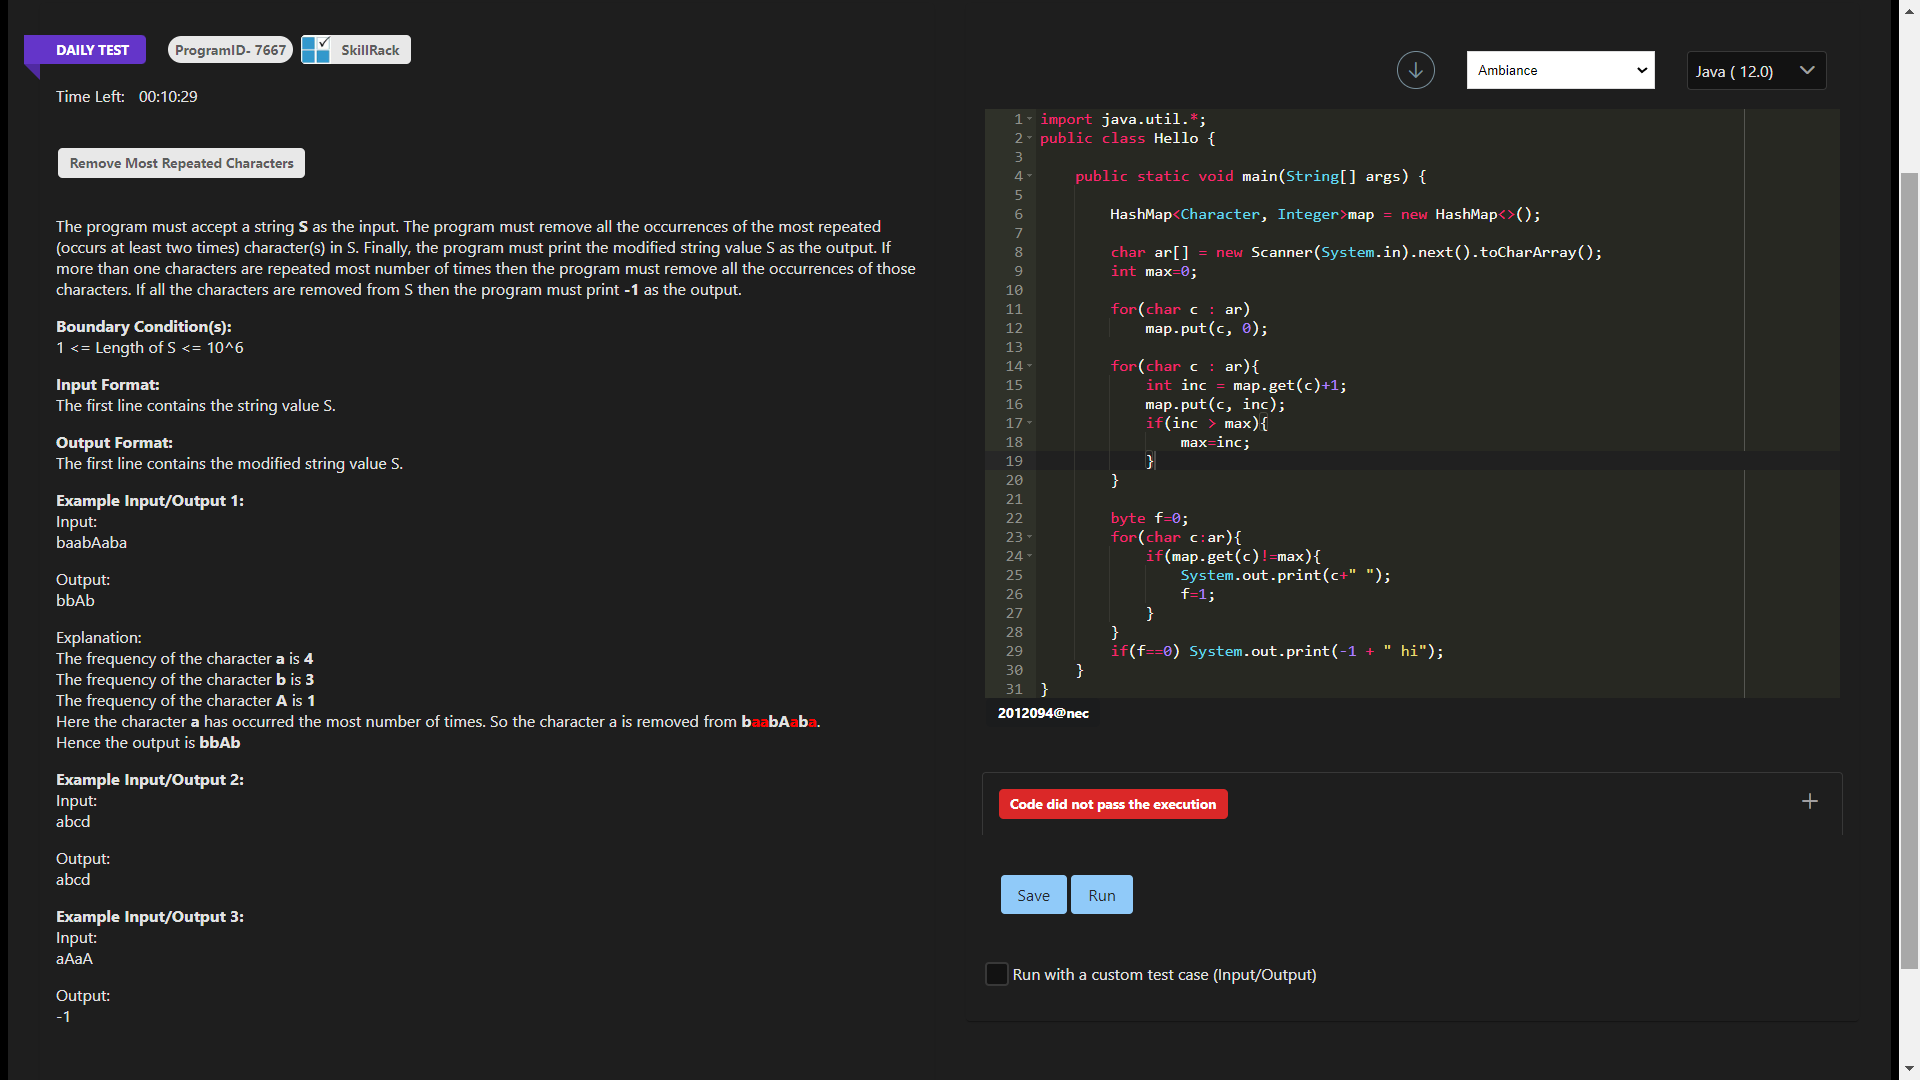 DAILY TEST
ProgramID- 7667
SkillRack
Time Left: 00:10:29
Remove Most Repeated Characters
The program must accept a string S as the input. The program must remove all the occurrences of the most repeated
(occurs at least two times) character(s) in S. Finally, the program must print the modified string value S as the output. If
more than one characters are repeated most number of times then the program must remove all the occurrences of those
characters. If all the characters are removed from S then the program must print -1 as the output.
Boundary Condition(s):
1 <= Length of S <= 10^6
Input Format:
The first line contains the string value S.
Output Format:
The first line contains the modified string value S.
Example Input/Output 1:
Input:
baabAaba
Output:
bbAb
Explanation:
The frequency of the character a is 4
The frequency of the character b is 3
The frequency of the character A is 1
Here the character a has occurred the most number of times. So the character a is removed from baabAaba.
Hence the output is bbAb
Example Input/Output 2:
Input:
abcd
Output:
abcd
Example Input/Output 3:
Input:
aAaA
Output:
-1
Ambiance
Java ( 12.0)
1 import java.util.*;
2 public class Hello {
3
4     public static void main(String[] args) {
5
6         HashMap<Character, Integer>map = new HashMap<>();
7
8         char ar[] = new Scanner(System.in).next().toCharArray();
9         int max=0;
10
11         for(char c : ar)
12             map.put(c, 0);
13
14         for(char c : ar){
15             int inc = map.get(c)+1;
16             map.put(c, inc);
17             if(inc > max){
18                 max=inc;
19             }
20         }
21
22         byte f=0;
23         for(char c:ar){
24             if(map.get(c)!=max){
25                 System.out.print(c+" ");
26                 f=1;
27             }
28         }
29         if(f==0) System.out.print(-1 + " hi");
30     }
31 }
2012094@nec
Code did not pass the execution
+
Save
Run
Run with a custom test case (Input/Output)